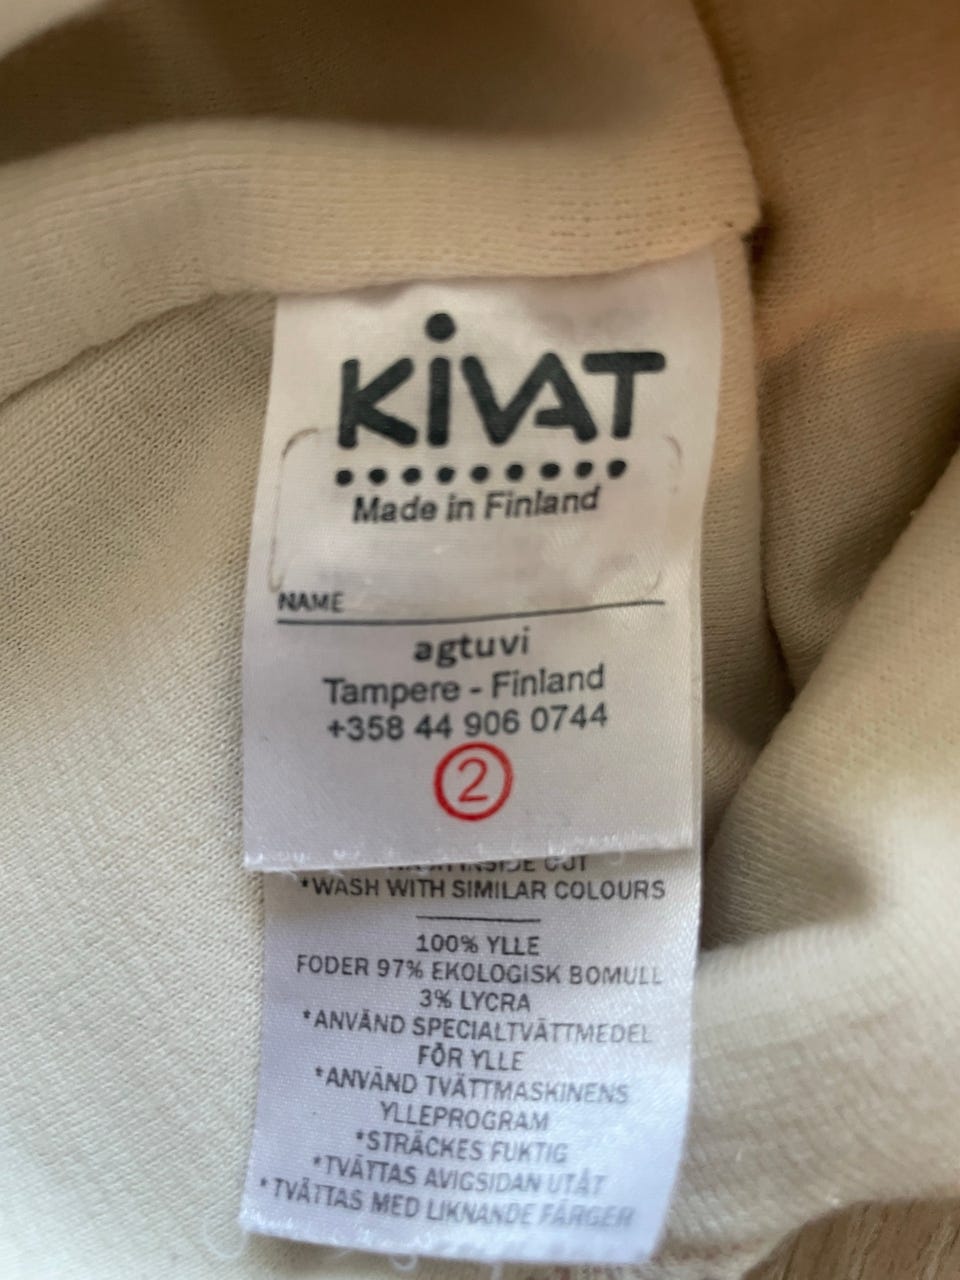 KiVAT
Made in Finland
NAME
agtuvi
Tampere - Finland
+358 44 906 0744
2
INSIDE OUT
*WASH WITH SIMILAR COLOURS
100% YLLE
FODER 97% EKOLOGISK BOMULL
3% LYCRA
*ANVÄND SPECIALTVÄTTMEDEL
FÖR YLLE
*ANVÄND TVÄTTMASKINENS
YLLEPROGRAM
*STRÄCKES FUKTIG
*TVÄTTAS AVIGSIDAN UTÅT
*TVÄTTAS MED LIKNANDE FÄRGER